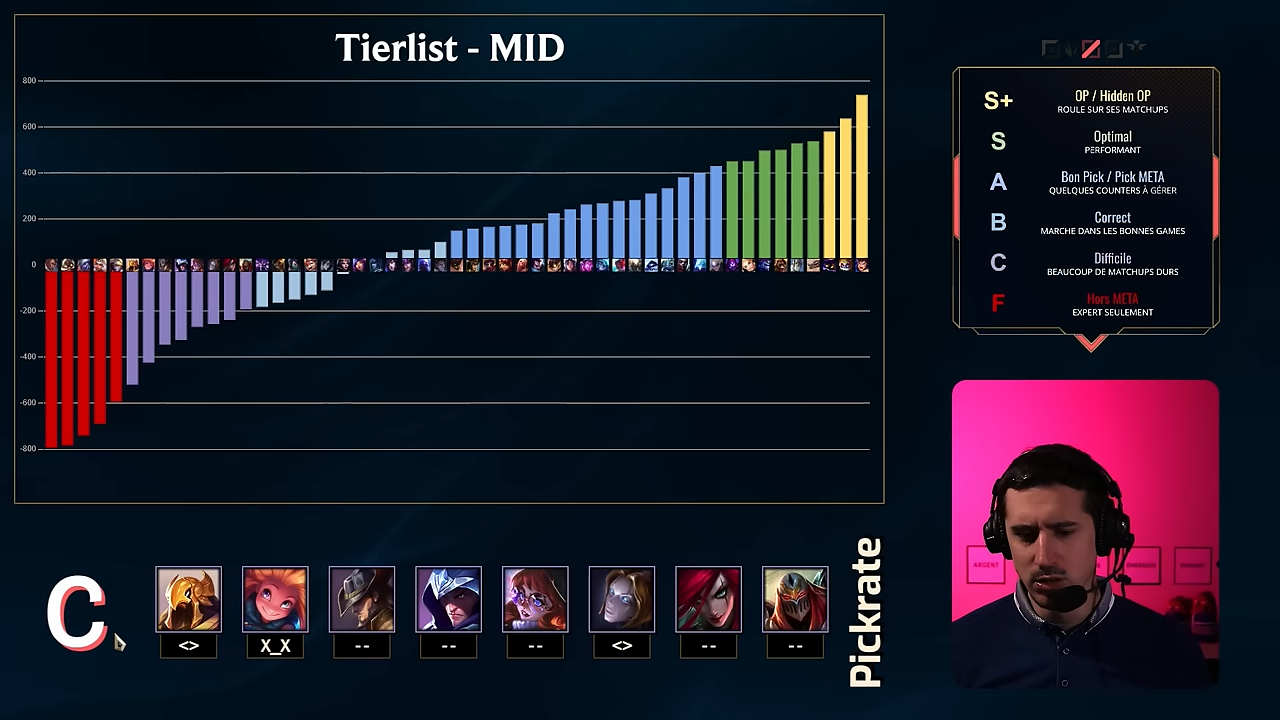 Tierlist - MID
800
600
400
200
0
-200
-400
-600
-800
S+
OP / Hidden OP
ROULE SUR SES MATCHUPS
S
Optimal
PERFORMANT
A
Bon Pick / Pick META
QUELQUES COUNTERS À GÉRER
B
Correct
MARCHE DANS LES BONNES GAMES
C
Difficile
BEAUCOUP DE MATCHUPS DURS
F
Hors META
EXPERT SEULEMENT
ARGENT
C
<>
X_X
--
--
--
<>
--
--
Pickrate